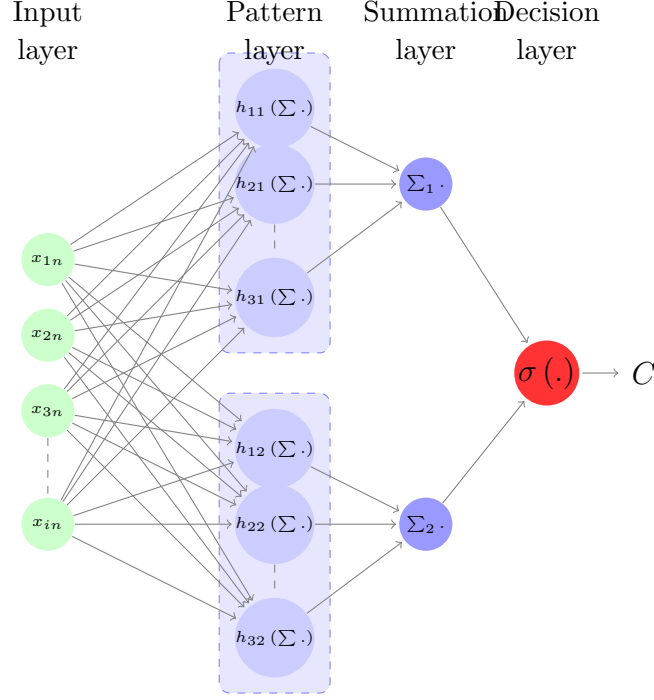 Input layer
Pattern layer
Summation layer
Decision layer
h₁₁ (∑ .)
h₂₁ (∑ .)
∑₁ .
x₁ₙ
h₃₁ (∑ .)
x₂ₙ
σ (.)
C
x₃ₙ
h₁₂ (∑ .)
xᵢₙ
h₂₂ (∑ .)
∑₂ .
h₃₂ (∑ .)